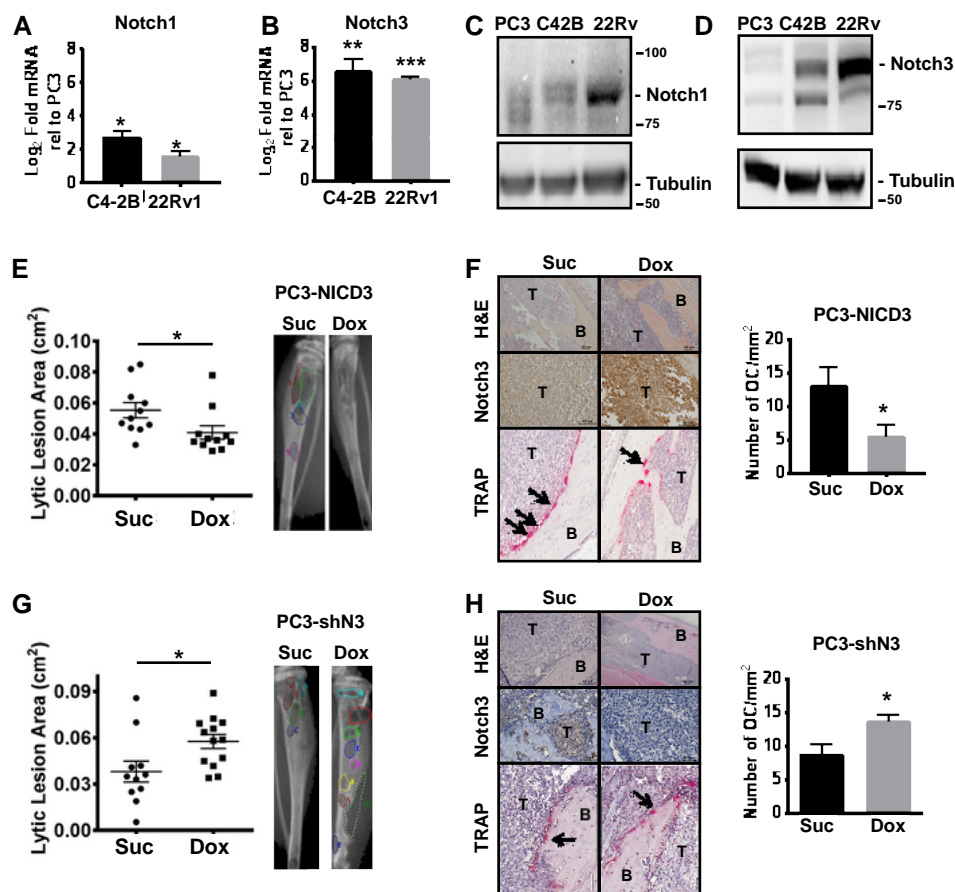 A
Notch1
Log2 Fold mRNA
rel to PC3
8
6
4
2
0
*
*
C4-2B
22Rv1
B
Notch3
Log2 Fold mRNA
rel to PC3
8
6
4
2
0
**
***
C4-2B 22Rv1
C
PC3 C42B 22Rv
-100
- Notch1
-75
- Tubulin
-50
D
PC3 C42B 22Rv
- Notch3
-75
- Tubulin
-50
E
PC3-NICD3
Lytic Lesion Area (cm2)
0.10
0.08
0.06
0.04
0.02
0.00
*
Suc
Dox
Suc Dox
F
Suc
Dox
H&E
T
B
T
B
Notch3
T
T
TRAP
T
B
T
B
PC3-NICD3
Number of OC/mm2
20
15
10
5
0
*
Suc
Dox
G
PC3-shN3
Lytic Lesion Area (cm2)
0.09
0.06
0.03
0.00
*
Suc
Dox
Suc
Dox
H
Suc
Dox
H&E
T
B
B
T
Notch3
B
T
T
TRAP
T
B
B
T
PC3-shN3
Number of OC/mm2
20
15
10
5
0
*
Suc
Dox